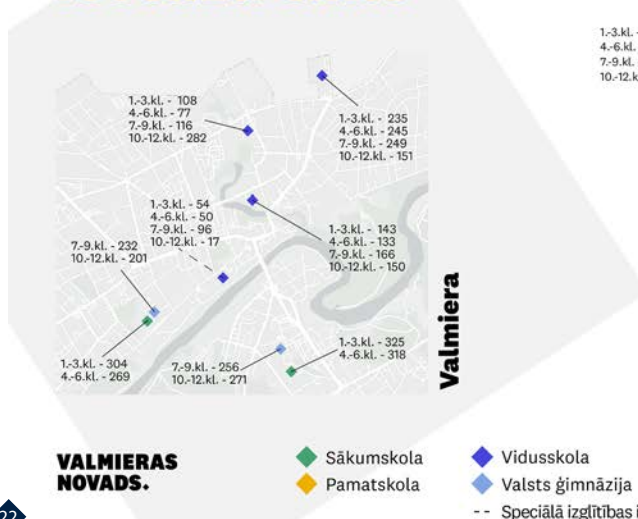 1.-3.kl. -
4.-6.kl.
7.-9.kl.
10.-12.kl
1.-3.kl. - 108
4.-6.kl. - 77
7.-9.kl. - 116
10.-12.kl. - 282
1.-3.kl. - 235
4.-6.kl. - 245
7.-9.kl. - 249
10.-12.kl. - 151
1.-3.kl. - 54
4.-6.kl. - 50
7.-9.kl. - 96
10.-12.kl. - 17
1.-3.kl. - 143
4.-6.kl. - 133
7.-9.kl. - 166
10.-12.kl. - 150
7.-9.kl. - 232
10.-12.kl. - 201
1.-3.kl. - 304
4.-6.kl. - 269
7.-9.kl. - 256
10.-12.kl. - 271
1.-3.kl. - 325
4.-6.kl. - 318
Valmiera
VALMIERAS
NOVADS.
Sākumskola
Pamatskola
Vidusskola
Valsts ģimnāzija
-- Speciālā izglītības i
22